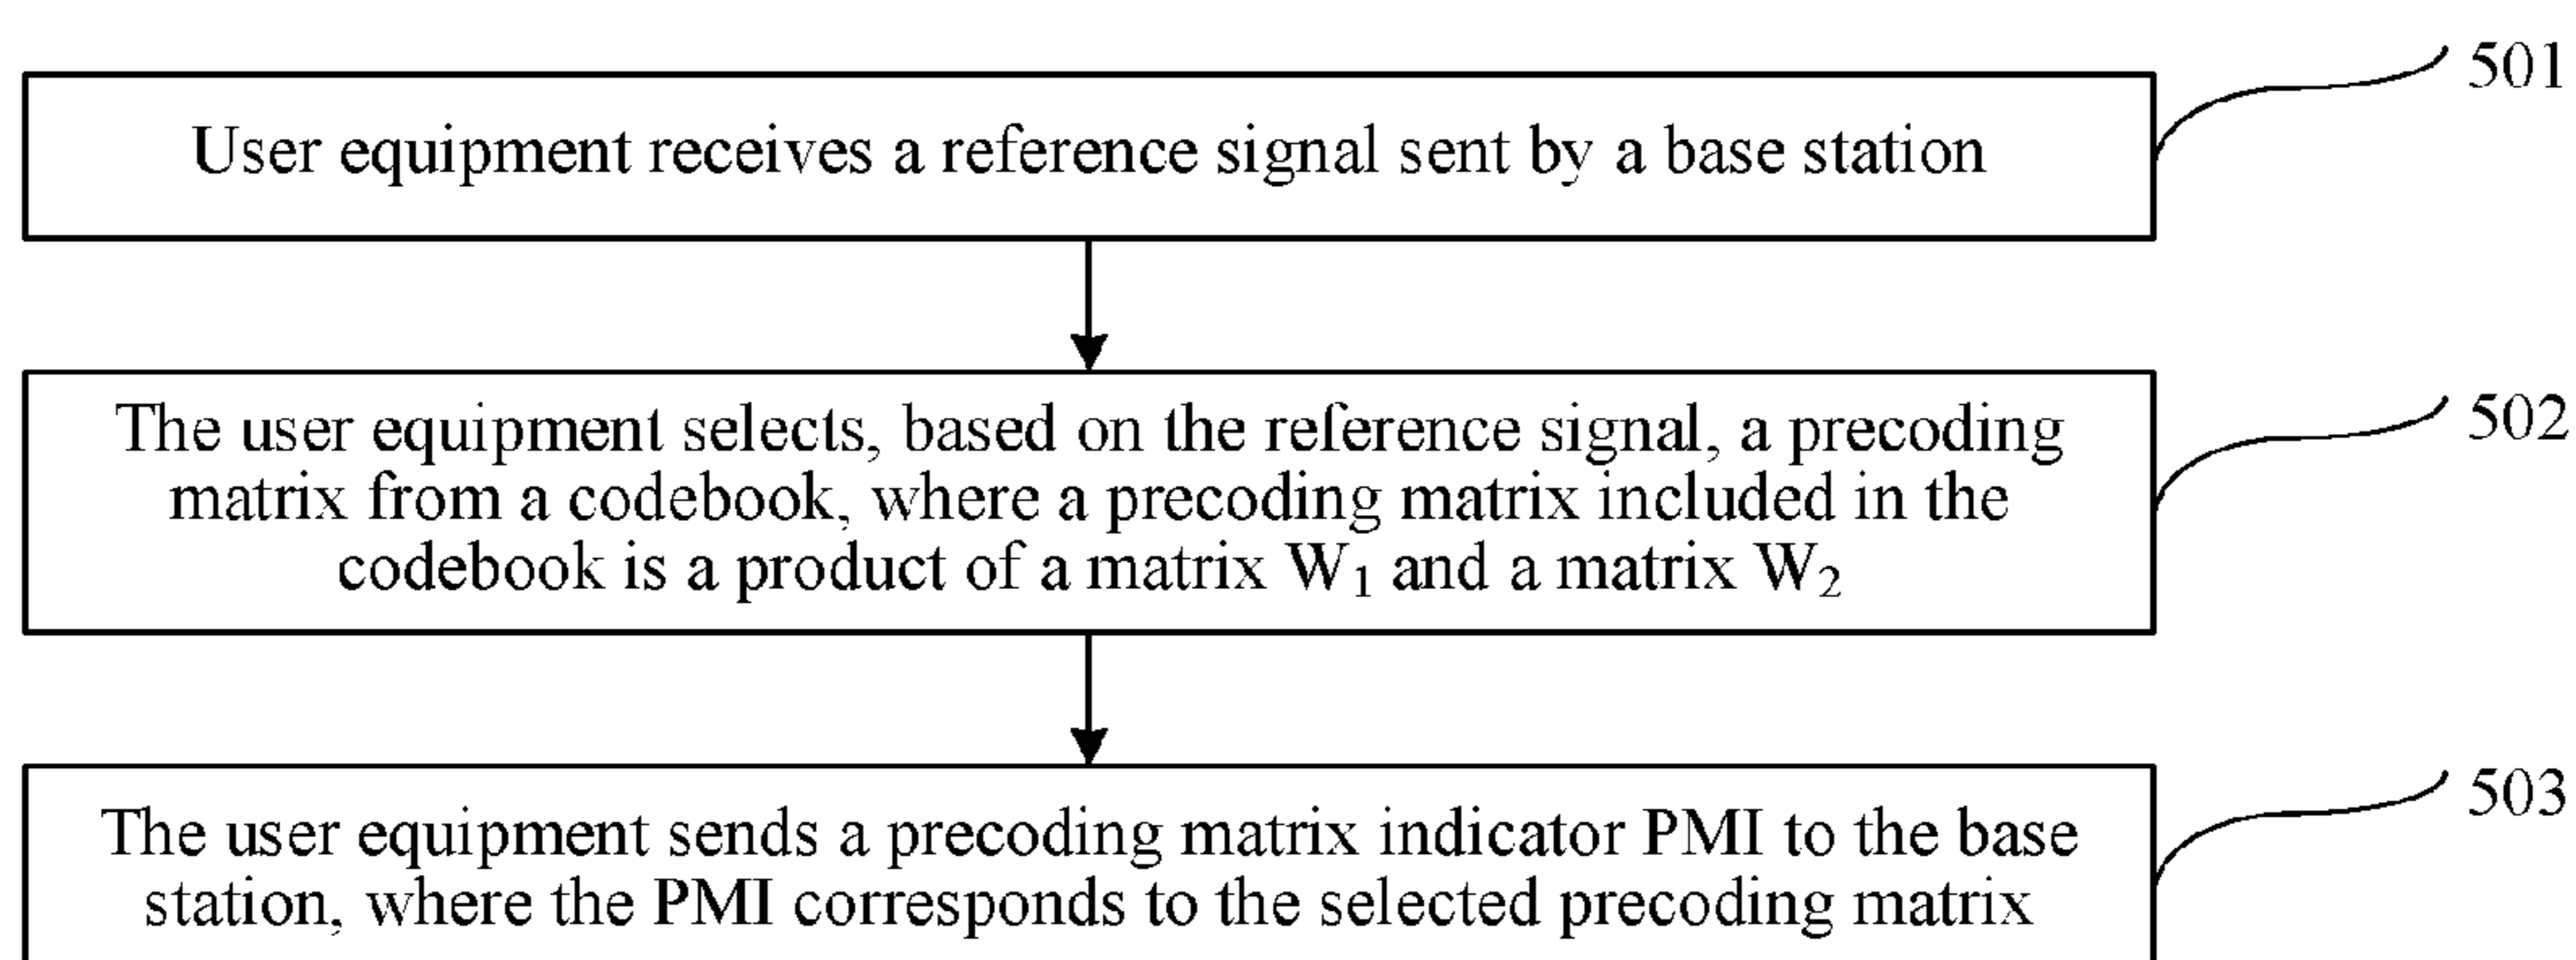 501
User equipment receives a reference signal sent by a base station
502
The user equipment selects, based on the reference signal, a precoding
matrix from a codebook, where a precoding matrix included in the
codebook is a product of a matrix W₁ and a matrix W₂
503
The user equipment sends a precoding matrix indicator PMI to the base
station, where the PMI corresponds to the selected precoding matrix